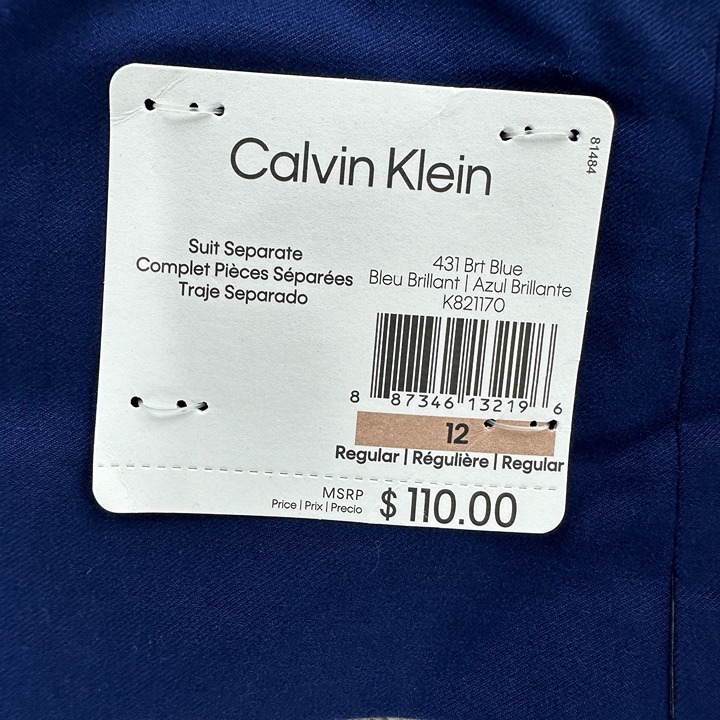 Calvin Klein
81484
Suit Separate
Complet Pièces Séparées
Traje Separado
431 Brt Blue
Bleu Brillant | Azul Brillante
K821170
8 87346 13219 6
12
Regular | Régulière | Regular
MSRP
Price | Prix | Precio
$ 110.00